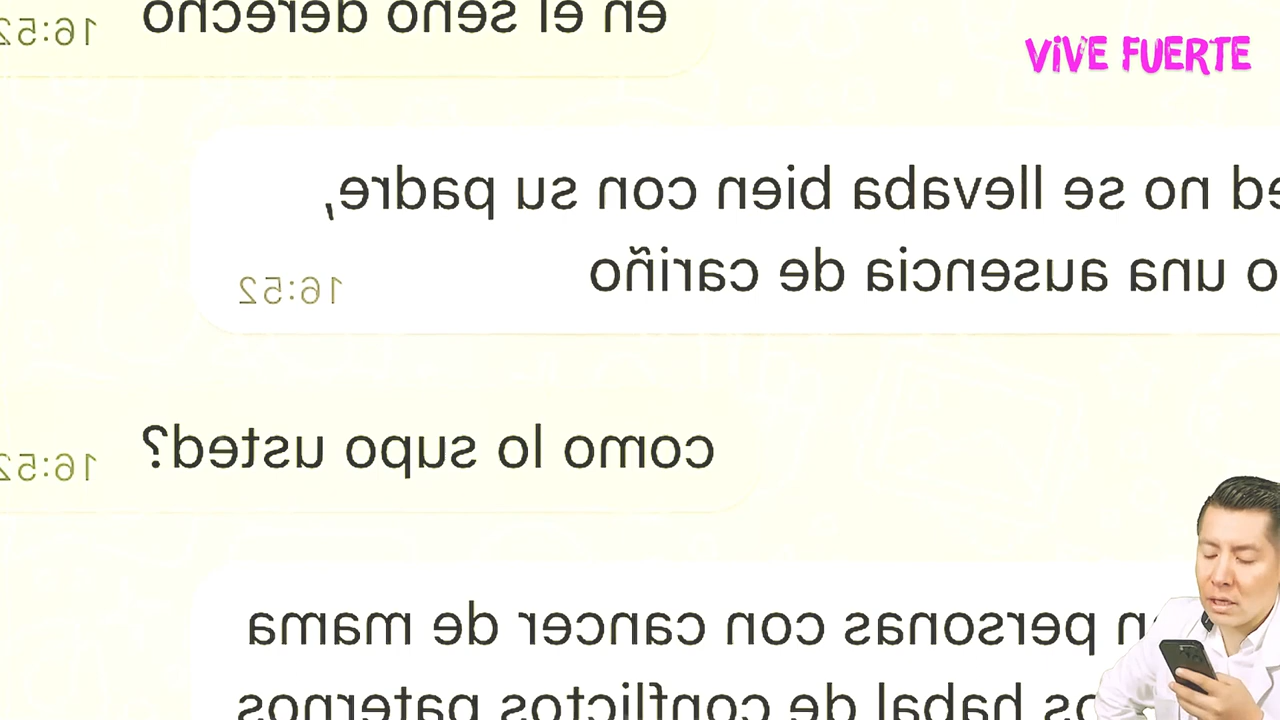 en el seno derecho
16:52
VIVE FUERTE
no se llevaba bien con su padre,
una ausencia de cariño
16:52
como lo supo usted?
16:52
personas con cancer de mama
habal de conflictos paternos